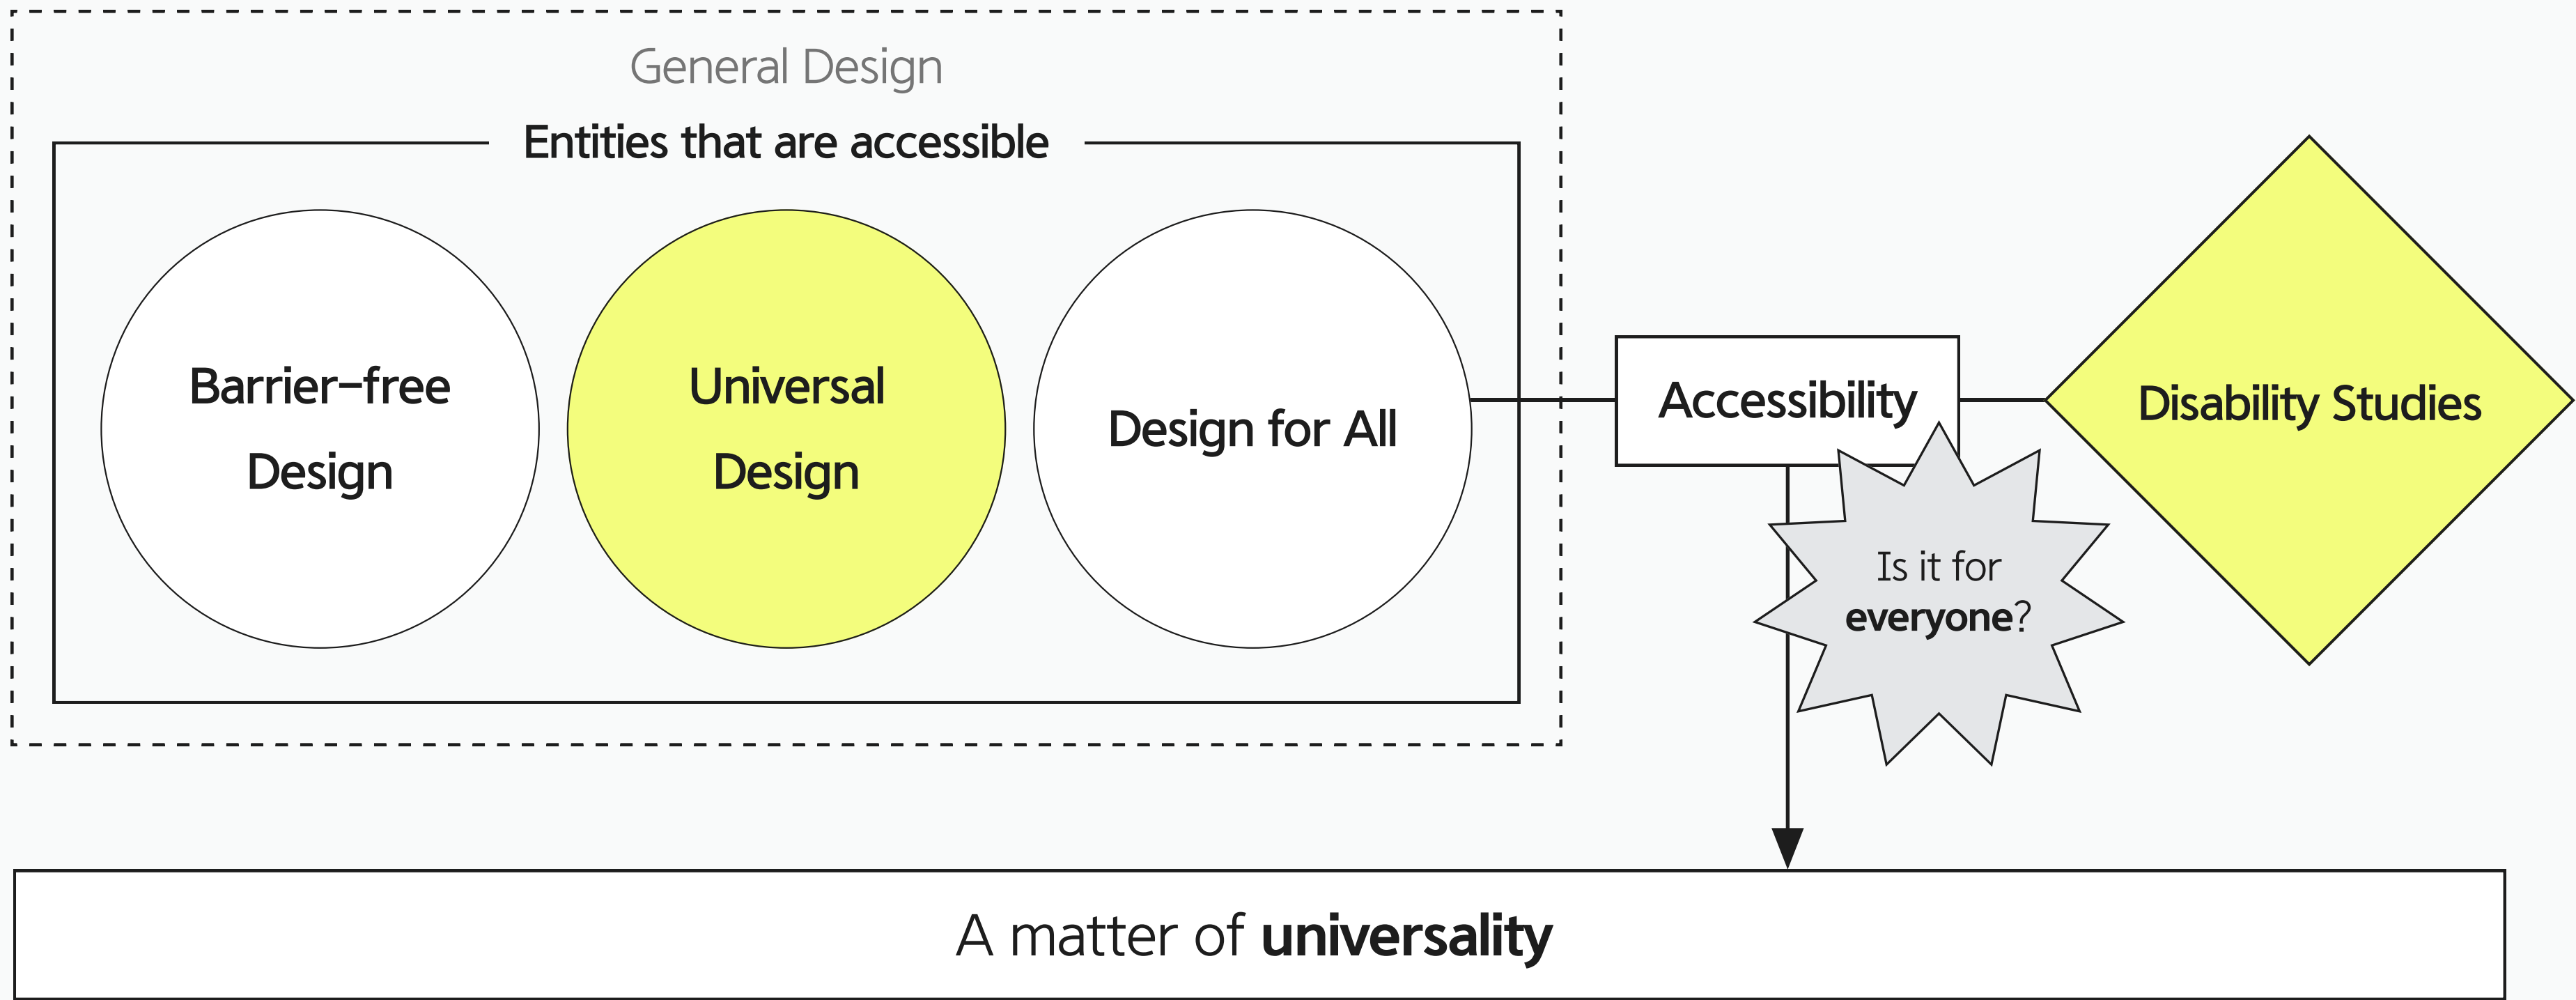 General Design
Entities that are accessible
Barrier-free
Design
Universal
Design
Design for All
Accessibility
Disability Studies
Is it for
everyone?
A matter of universality